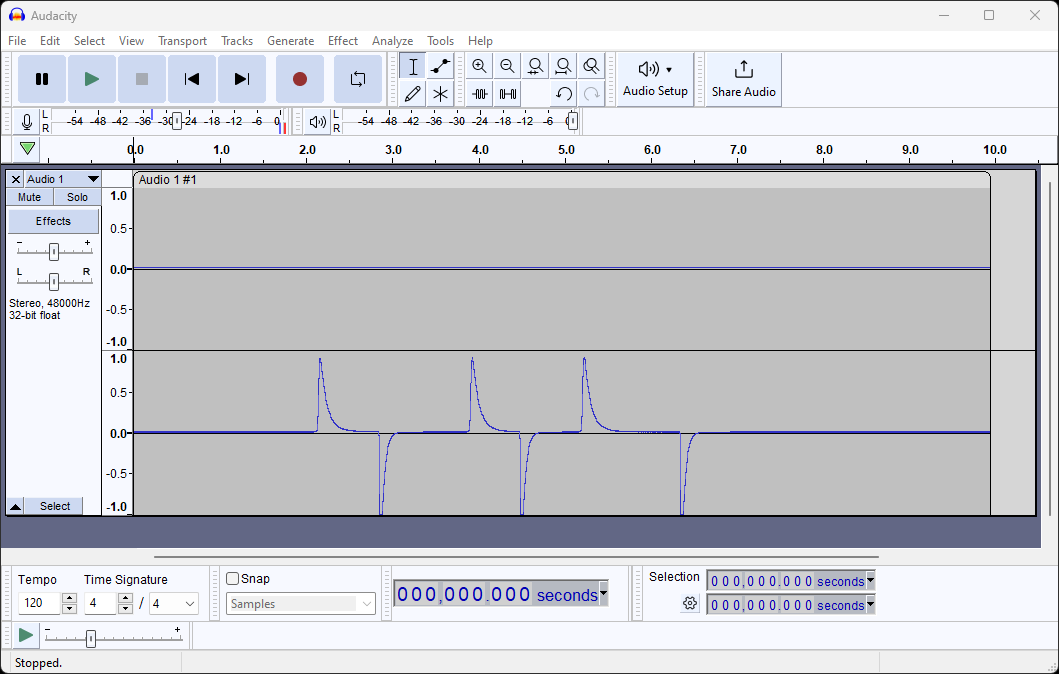 Audacity
File Edit Select View Transport Tracks Generate Effect Analyze Tools Help
Audio Setup
Share Audio
L
R
-54 -48 -42 -36 -30 -24 -18 -12 -6 0
L
R
-54 -48 -42 -36 -30 -24 -18 -12 -6 0
0.0 1.0 2.0 3.0 4.0 5.0 6.0 7.0 8.0 9.0 10.0
Audio 1
Audio 1 #1
Mute Solo
Effects
- +
L R
Stereo, 48000Hz
32-bit float
1.0
0.5
0.0
-0.5
-1.0
1.0
0.5
0.0
-0.5
-1.0
Select
Tempo
120
Time Signature
4 / 4
Snap
Samples
000,000.000 seconds
Selection
000,000.000 seconds
000,000.000 seconds
- +
Stopped.